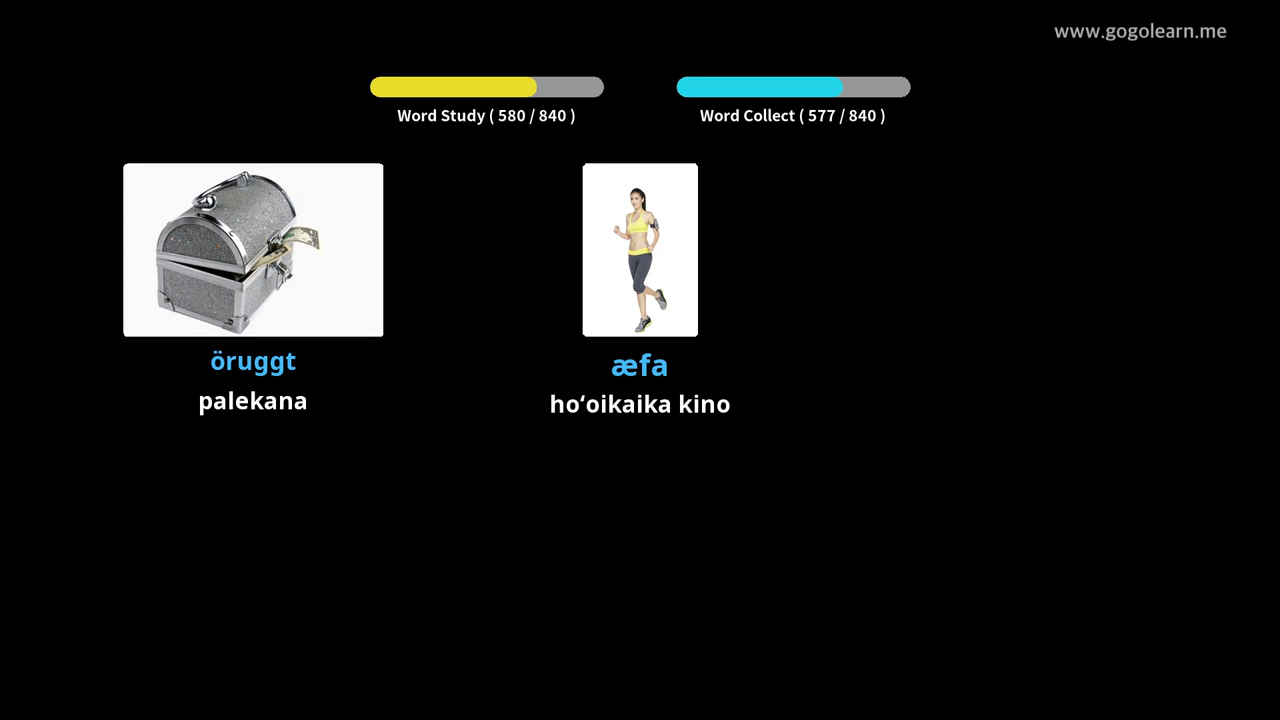 www.gogolearn.me
Word Study ( 580 / 840 )
Word Collect ( 577 / 840 )
öruggt
palekana
æfa
hoʻoikaika kino